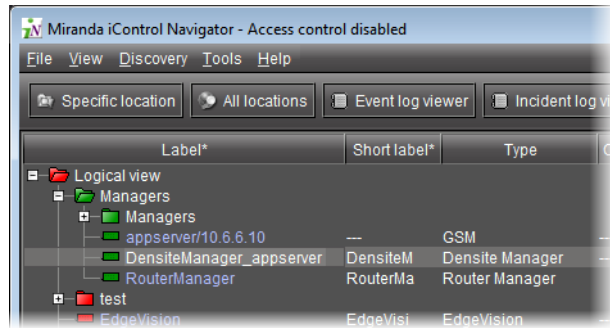 Miranda iControl Navigator - Access control disabled
File View Discovery Tools Help
Specific location All locations Event log viewer Incident log
Label* Short label* Type
Logical view
Managers
Managers
appserver/10.6.6.10 --- GSM
DensiteManager_appserver DensiteM Densite Manager
RouterManager RouterMa Router Manager
test
EdgeVision EdgeVisi EdgeVision